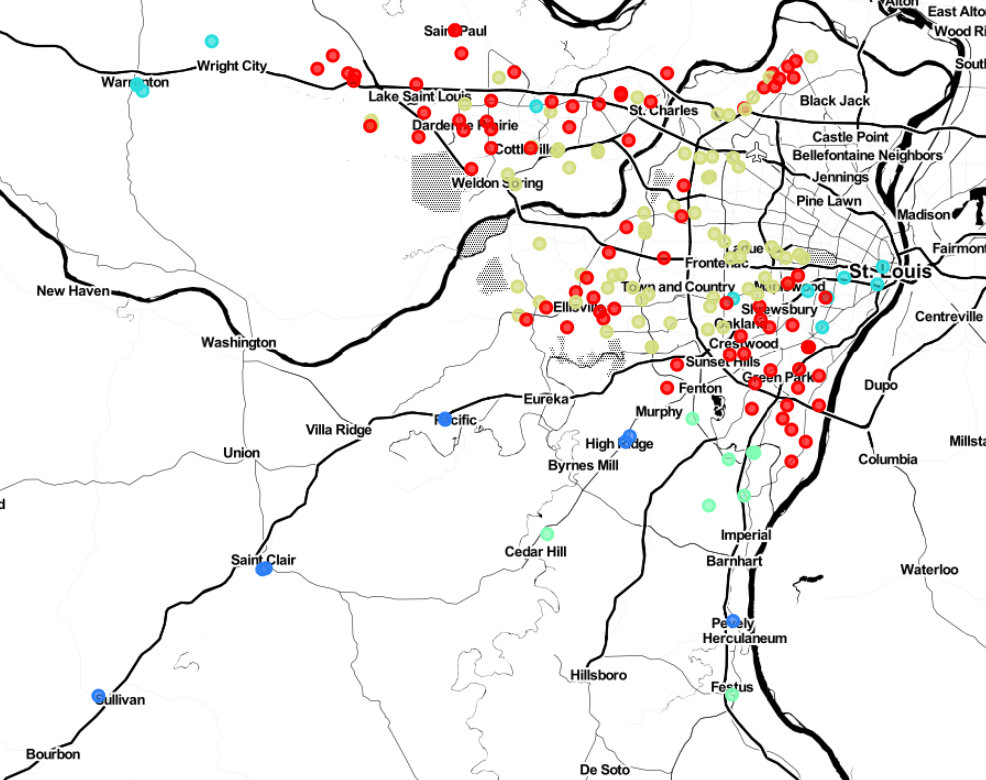 Alton
East Alto
Wood Ri
Saint Paul
South
Wright City
Warrenton
Lake Saint Louis
St. Charles
Black Jack
Dardenne Prairie
Castle Point
Cottleville
Bellefontaine Neighbors
Weldon Spring
Jennings
Pine Lawn
Madison
Ladue
Fairmont
Frontenac
St. Louis
New Haven
Town and Country
Maplewood
Ellisville
Shrewsbury
Centreville
Oakland
Washington
Crestwood
Sunset Hills
Green Park
Dupo
Fenton
Eureka
Murphy
Pacific
Villa Ridge
High Ridge
Millsta
Union
Byrnes Mill
Columbia
d
Imperial
Cedar Hill
Saint Clair
Barnhart
Waterloo
Pevely
Herculaneum
Hillsboro
Festus
Sullivan
Bourbon
De Soto